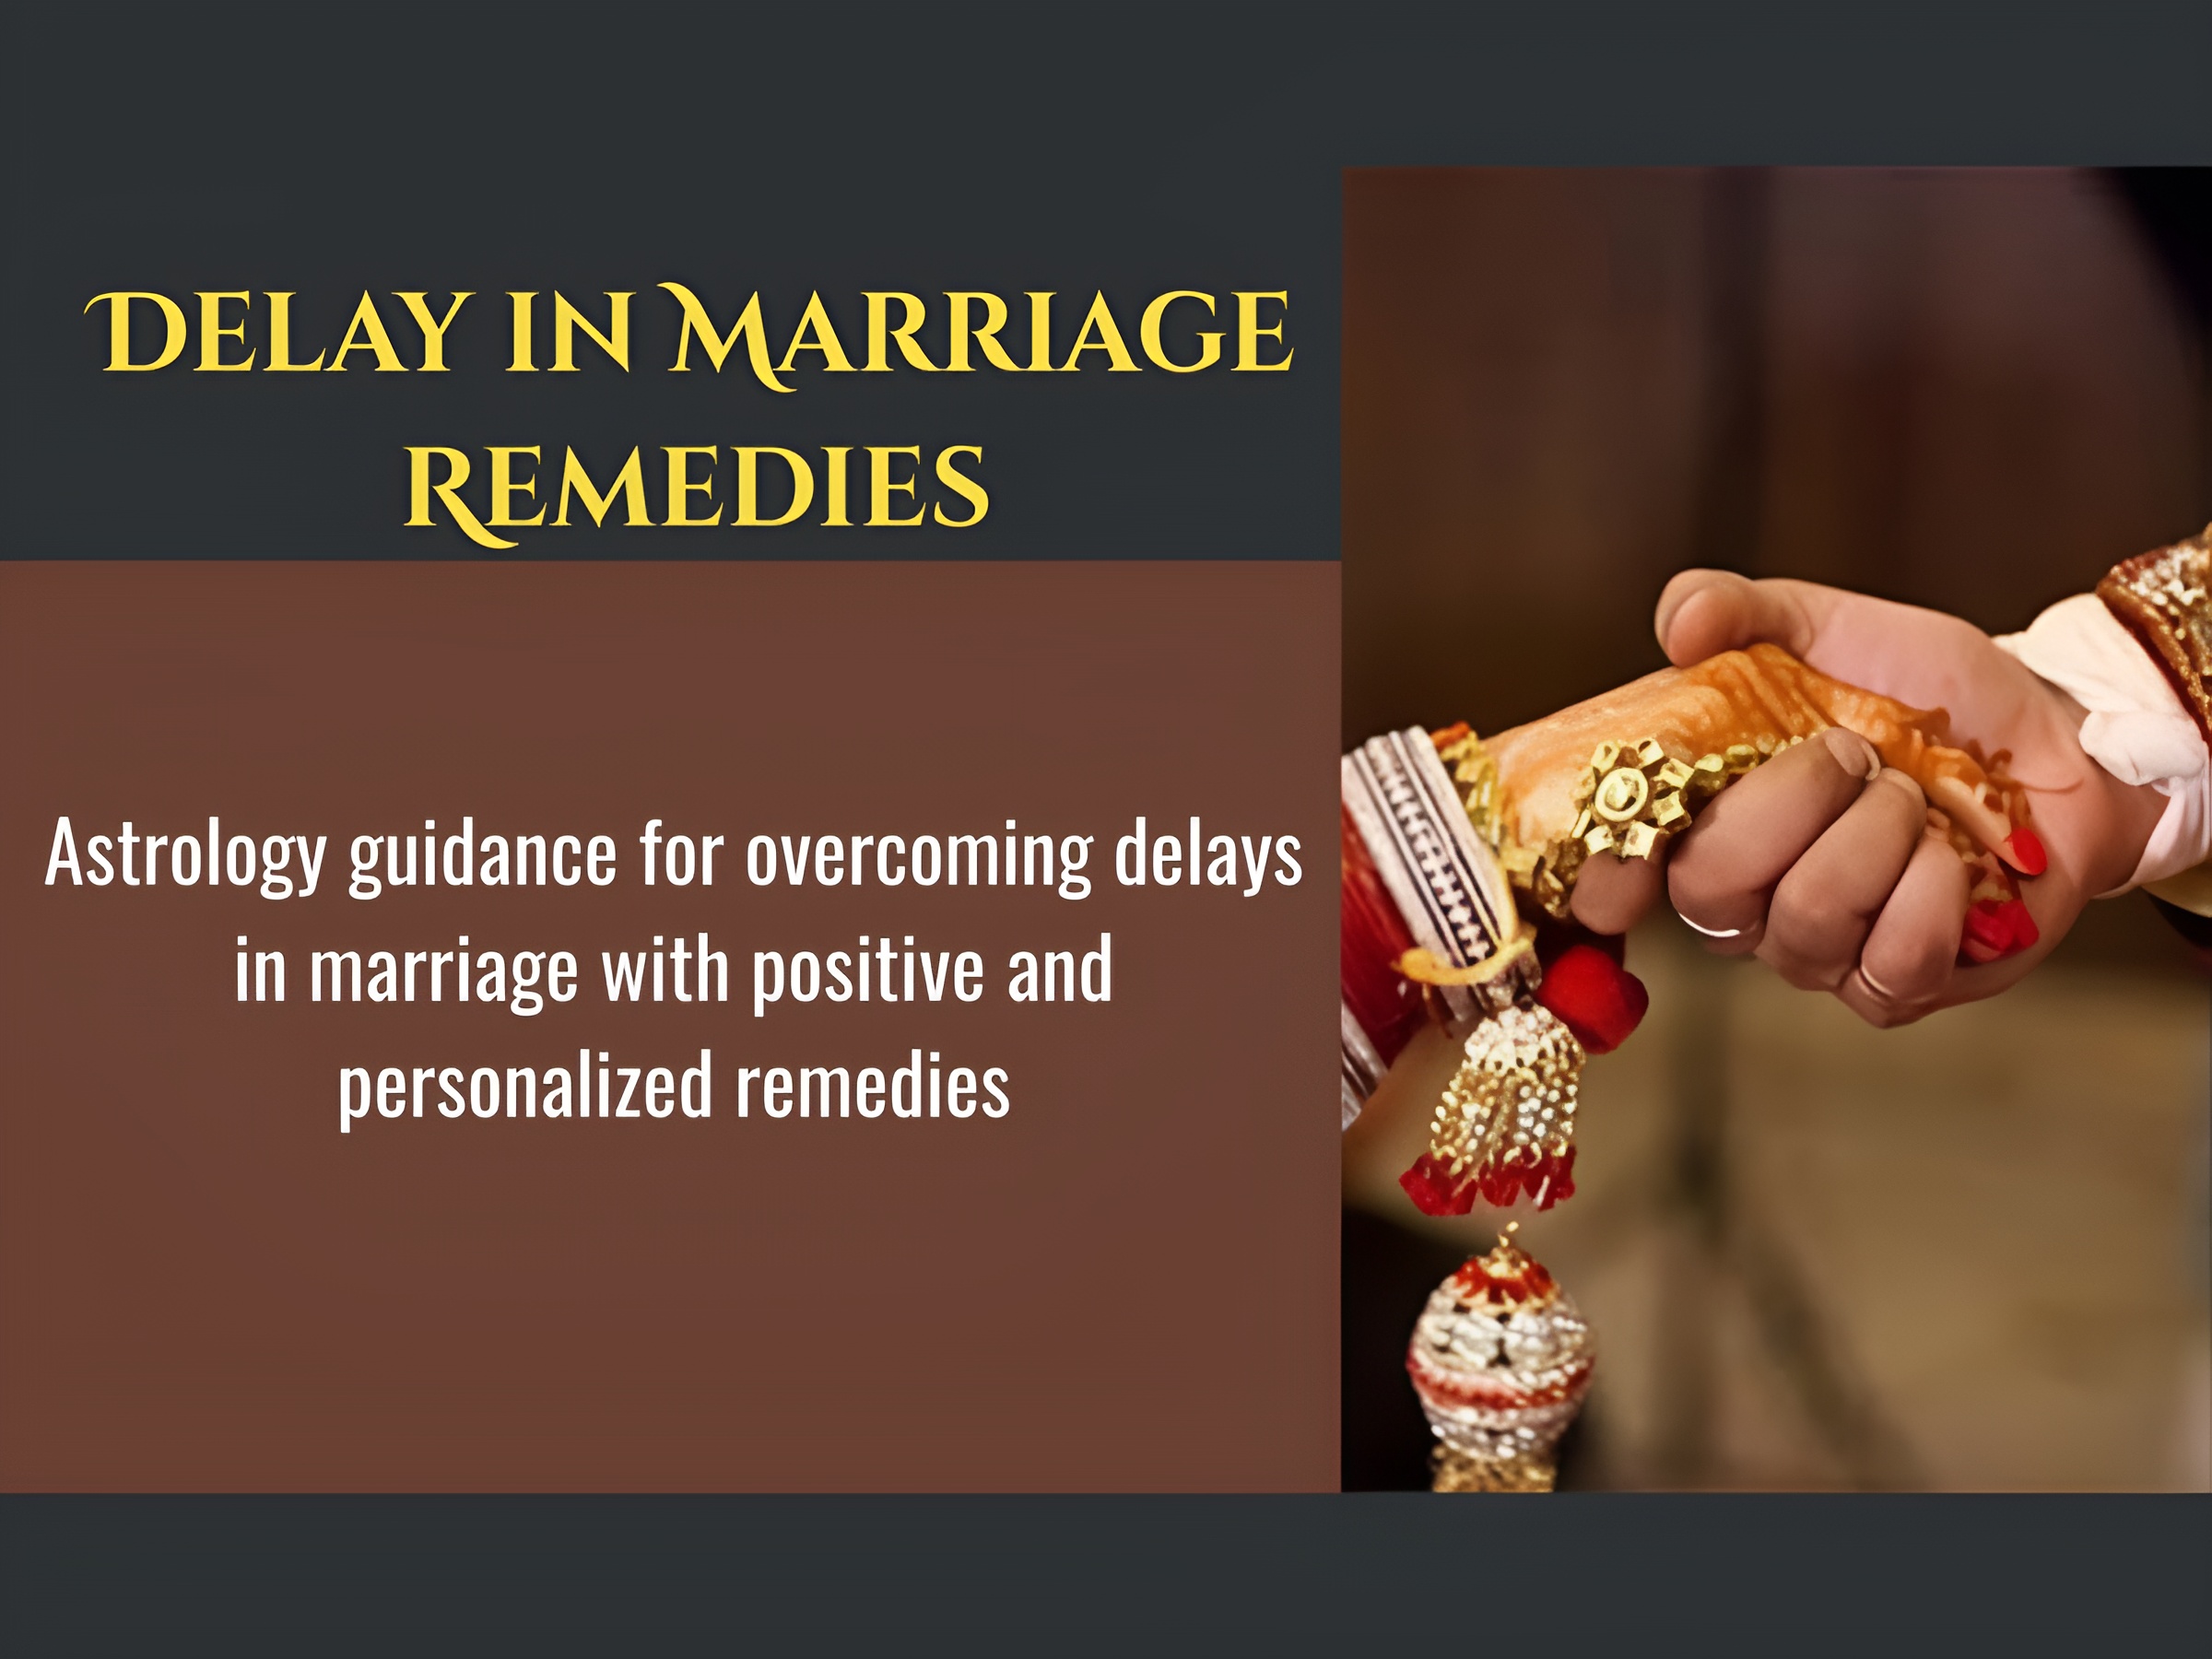 Delay in Marriage
Remedies
Astrology guidance for overcoming delays
in marriage with positive and
personalized remedies